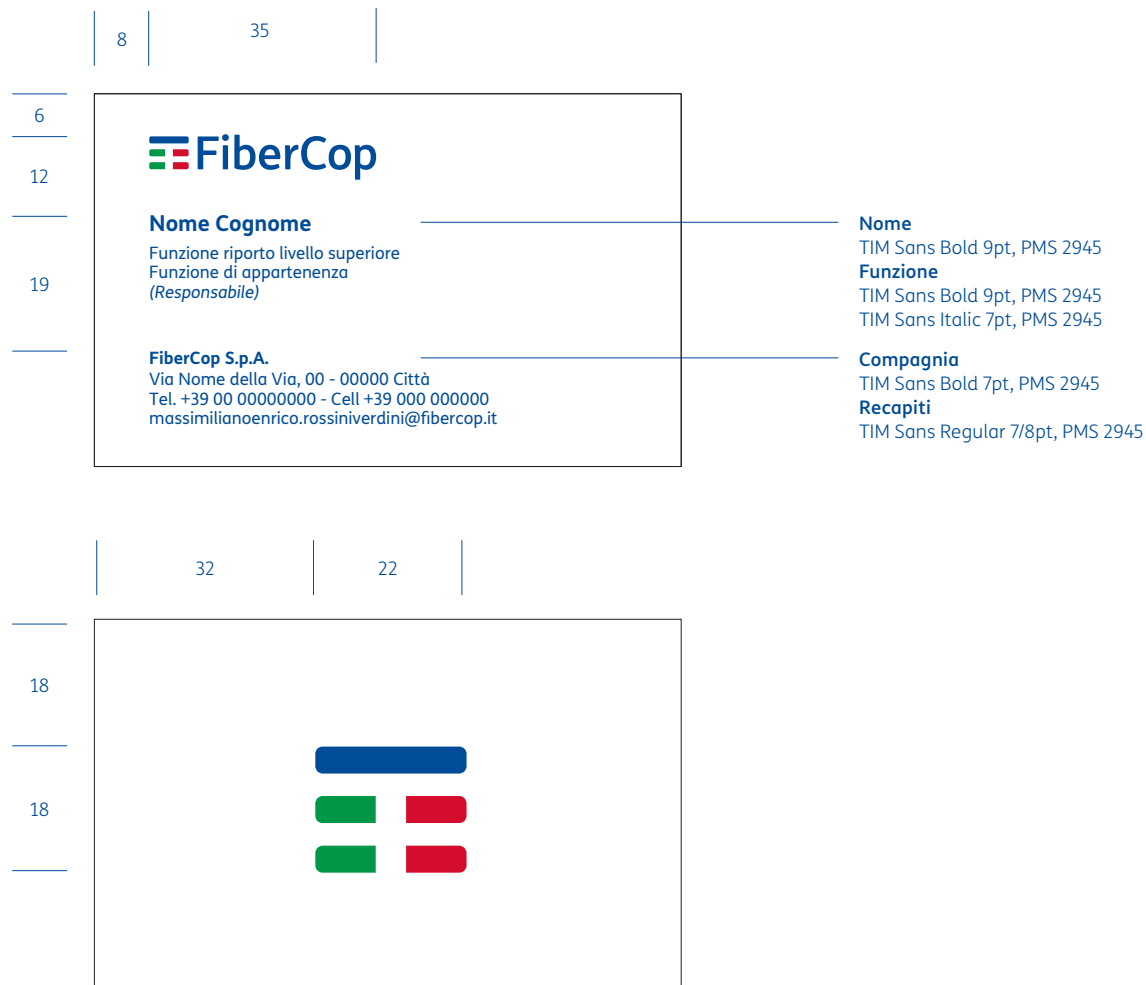 8
35
6
12
19
FiberCop
Nome Cognome
Funzione riporto livello superiore
Funzione di appartenenza
(Responsabile)
FiberCop S.p.A.
Via Nome della Via, 00 - 00000 Città
Tel. +39 00 00000000 - Cell +39 000 000000
massimilianoenrico.rossiniverdini@fibercop.it
Nome
TIM Sans Bold 9pt, PMS 2945
Funzione
TIM Sans Bold 9pt, PMS 2945
TIM Sans Italic 7pt, PMS 2945
Compagnia
TIM Sans Bold 7pt, PMS 2945
Recapiti
TIM Sans Regular 7/8pt, PMS 2945
32
22
18
18